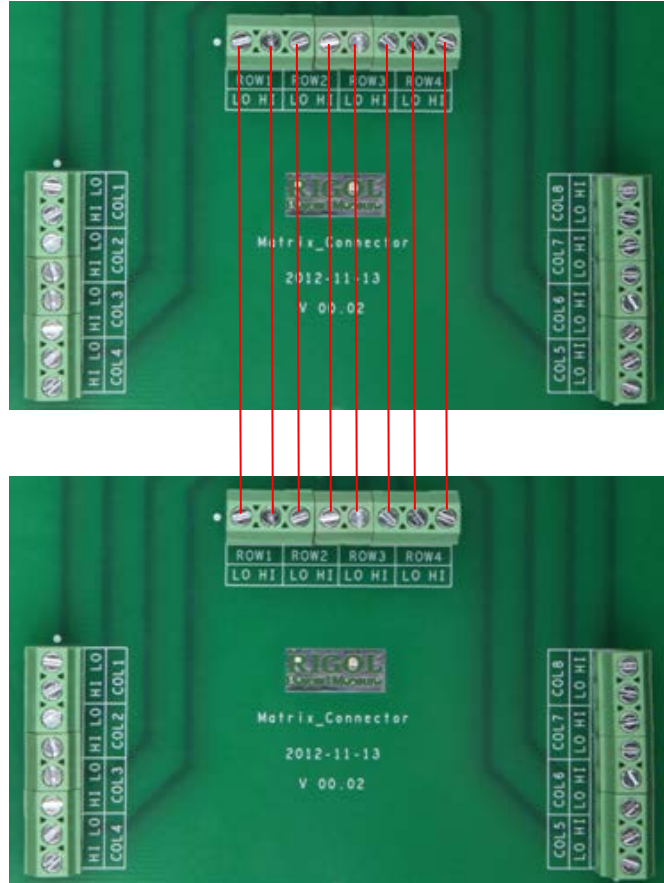 ROW1 ROW2 ROW3 ROW4
LO HI LO HI LO HI LO HI
HI LO HI LO HI LO HI LO
COL1
COL2
COL3
COL4
RIGOL
Matrix_Connector
2012-11-13
V 00.02
COL8
COL7
COL6
COL5
LO HI LO HI LO HI LO HI
ROW1 ROW2 ROW3 ROW4
LO HI LO HI LO HI LO HI
HI LO HI LO HI LO HI LO
COL1
COL2
COL3
COL4
RIGOL
Matrix_Connector
2012-11-13
V 00.02
COL8
COL7
COL6
COL5
LO HI LO HI LO HI LO HI